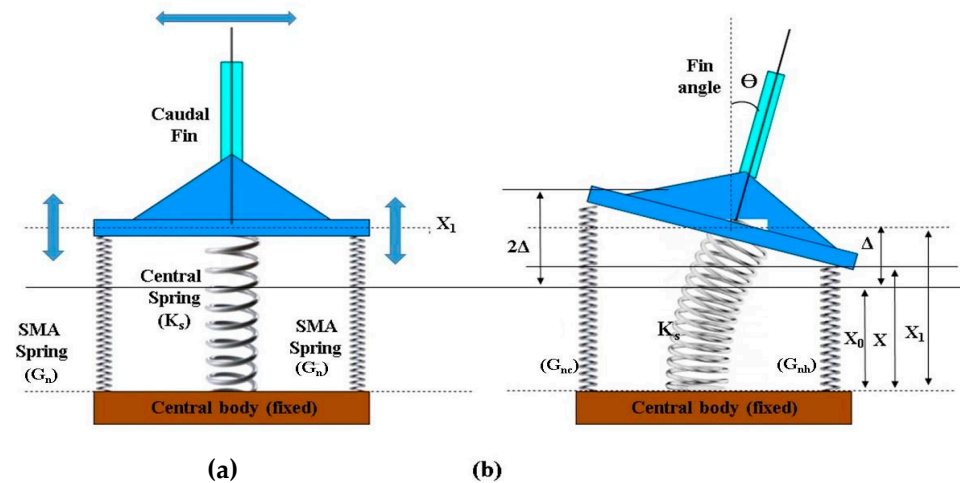 Caudal
Fin
X₁
Central
Spring
(Kₛ)
SMA
Spring
(Gₙ)
SMA
Spring
(Gₙ)
Central body (fixed)
(a)
Fin
angle
Θ
2Δ
Δ
Kₛ
X₀
X
X₁
(Gnc)
(Gnh)
Central body (fixed)
(b)